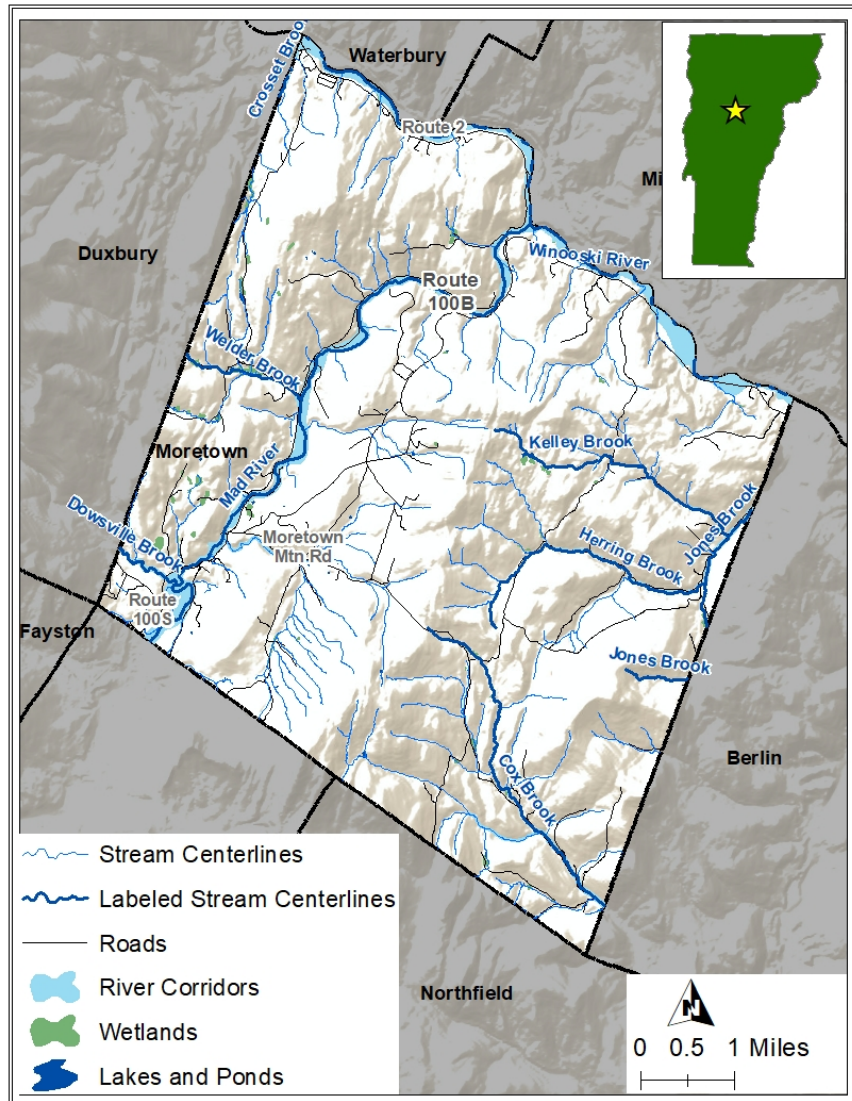 Waterbury
Route 2
Duxbury
Winooski River
Route
100B
Welder Brook
Kelley Brook
Moretown
Mad River
Jones Brook
Dowsville Brook
Moretown
Mtn Rd
Herring Brook
Route
100S
Fayston
Jones Brook
Berlin
Cox Brook
Northfield
Stream Centerlines
Labeled Stream Centerlines
Roads
River Corridors
Wetlands
Lakes and Ponds
N
0 0.5 1 Miles